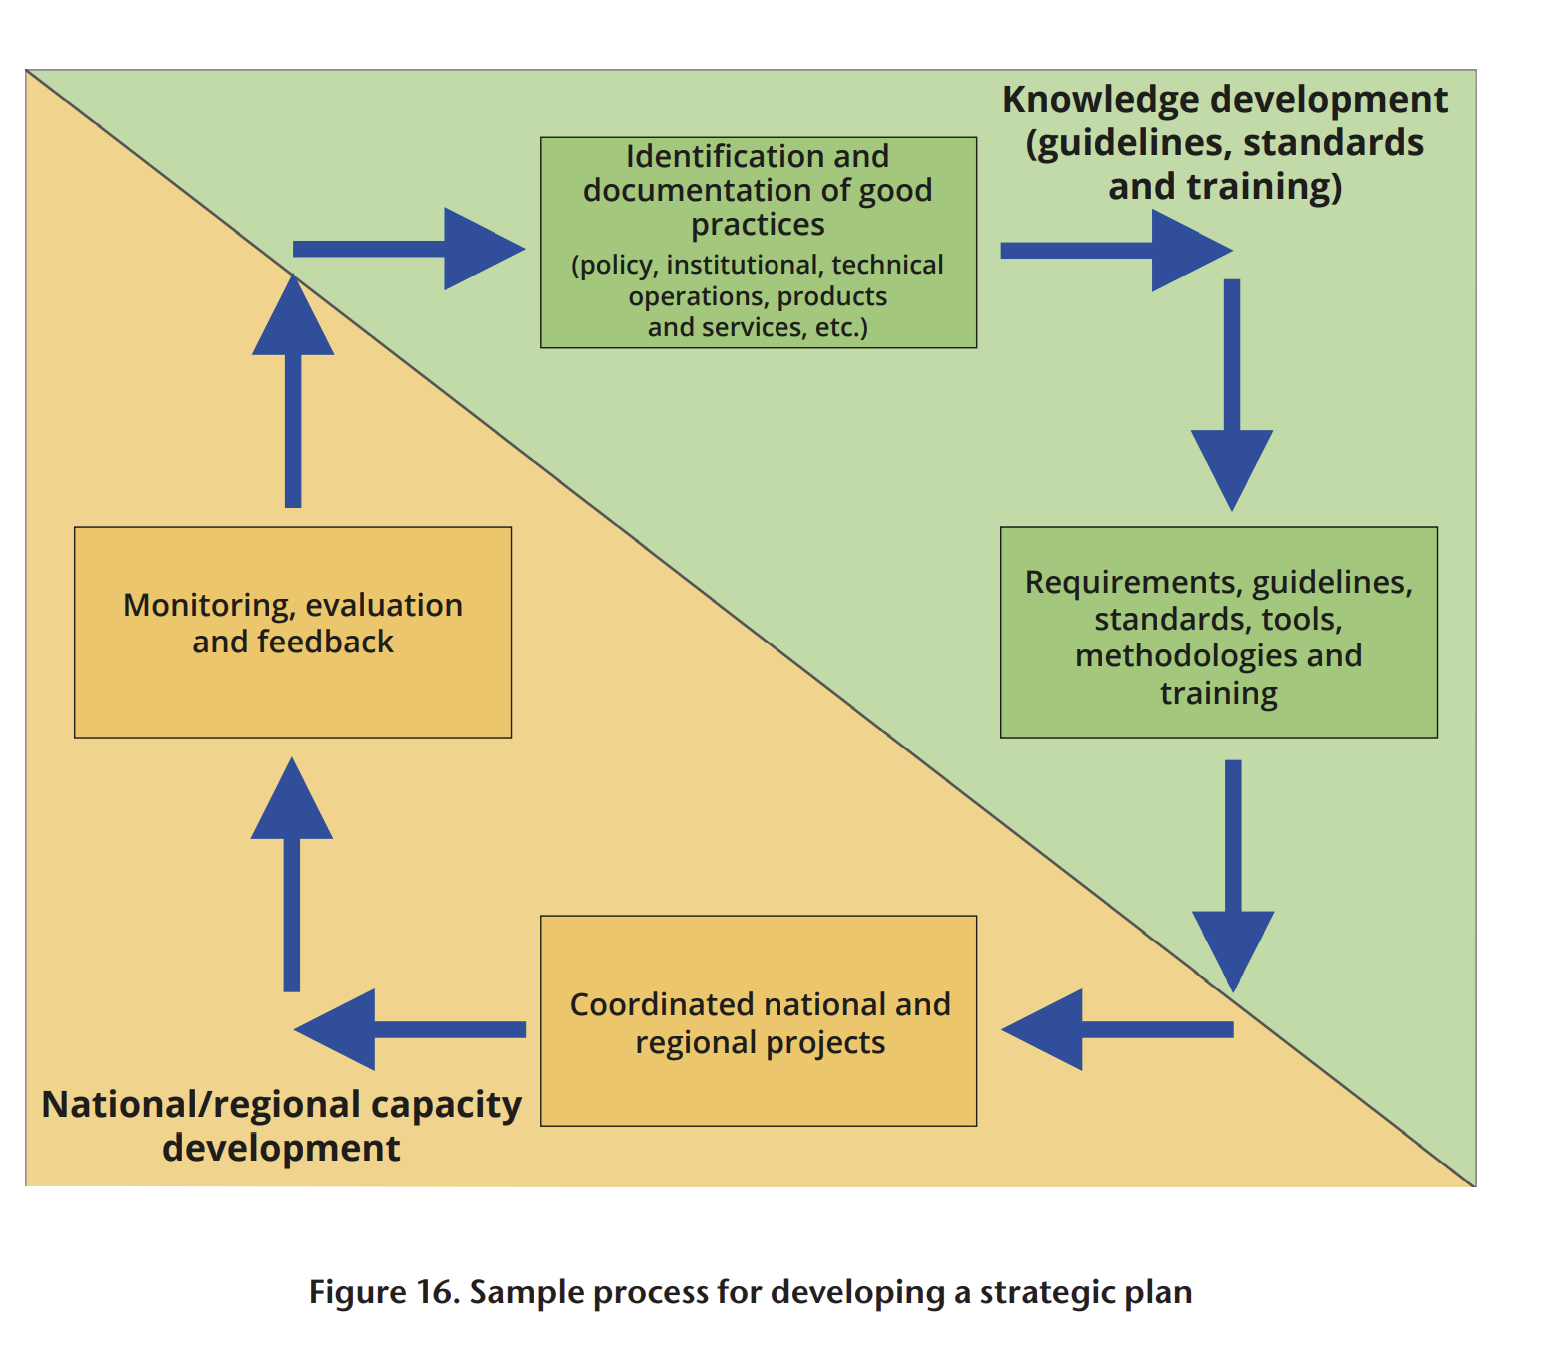 Knowledge development
(guidelines, standards
and training)
Identification and
documentation of good
practices
(policy, institutional, technical
operations, products
and services, etc.)
Monitoring, evaluation
and feedback
Requirements, guidelines,
standards, tools,
methodologies and
training
Coordinated national and
regional projects
National/regional capacity
development
Figure 16. Sample process for developing a strategic plan